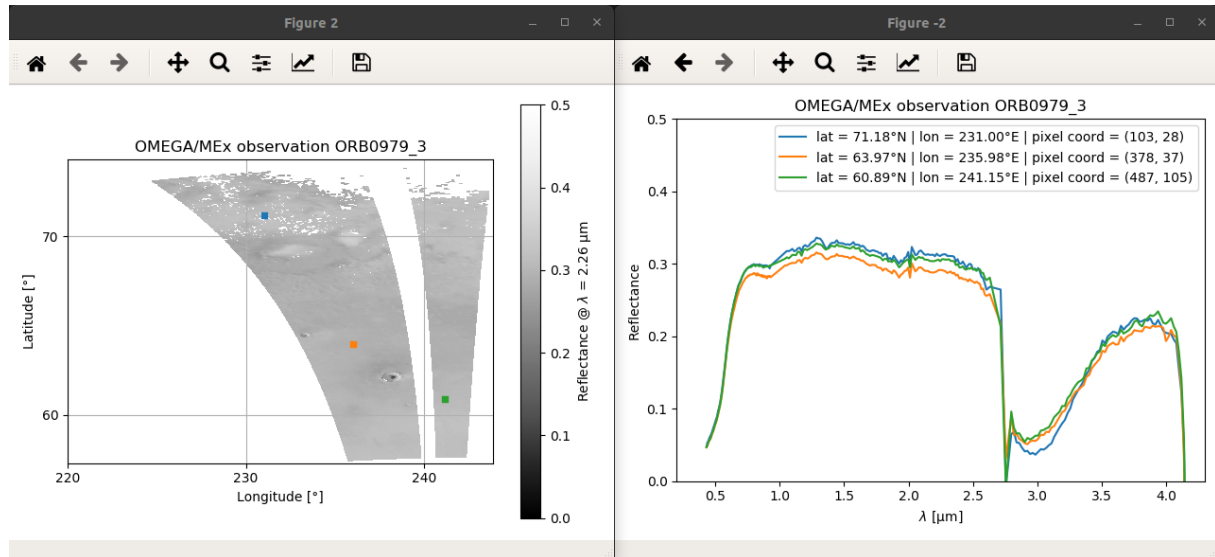 Figure 2
OMEGA/MEx observation ORB0979_3
70
60
Latitude [°]
220
230
240
Longitude [°]
0.5
0.4
0.3
0.2
0.1
0.0
Reflectance @ λ = 2.26 µm
Figure -2
OMEGA/MEx observation ORB0979_3
lat = 71.18°N | lon = 231.00°E | pixel coord = (103, 28)
lat = 63.97°N | lon = 235.98°E | pixel coord = (378, 37)
lat = 60.89°N | lon = 241.15°E | pixel coord = (487, 105)
0.5
0.4
0.3
0.2
0.1
0.0
Reflectance
0.5
1.0
1.5
2.0
2.5
3.0
3.5
4.0
λ [µm]